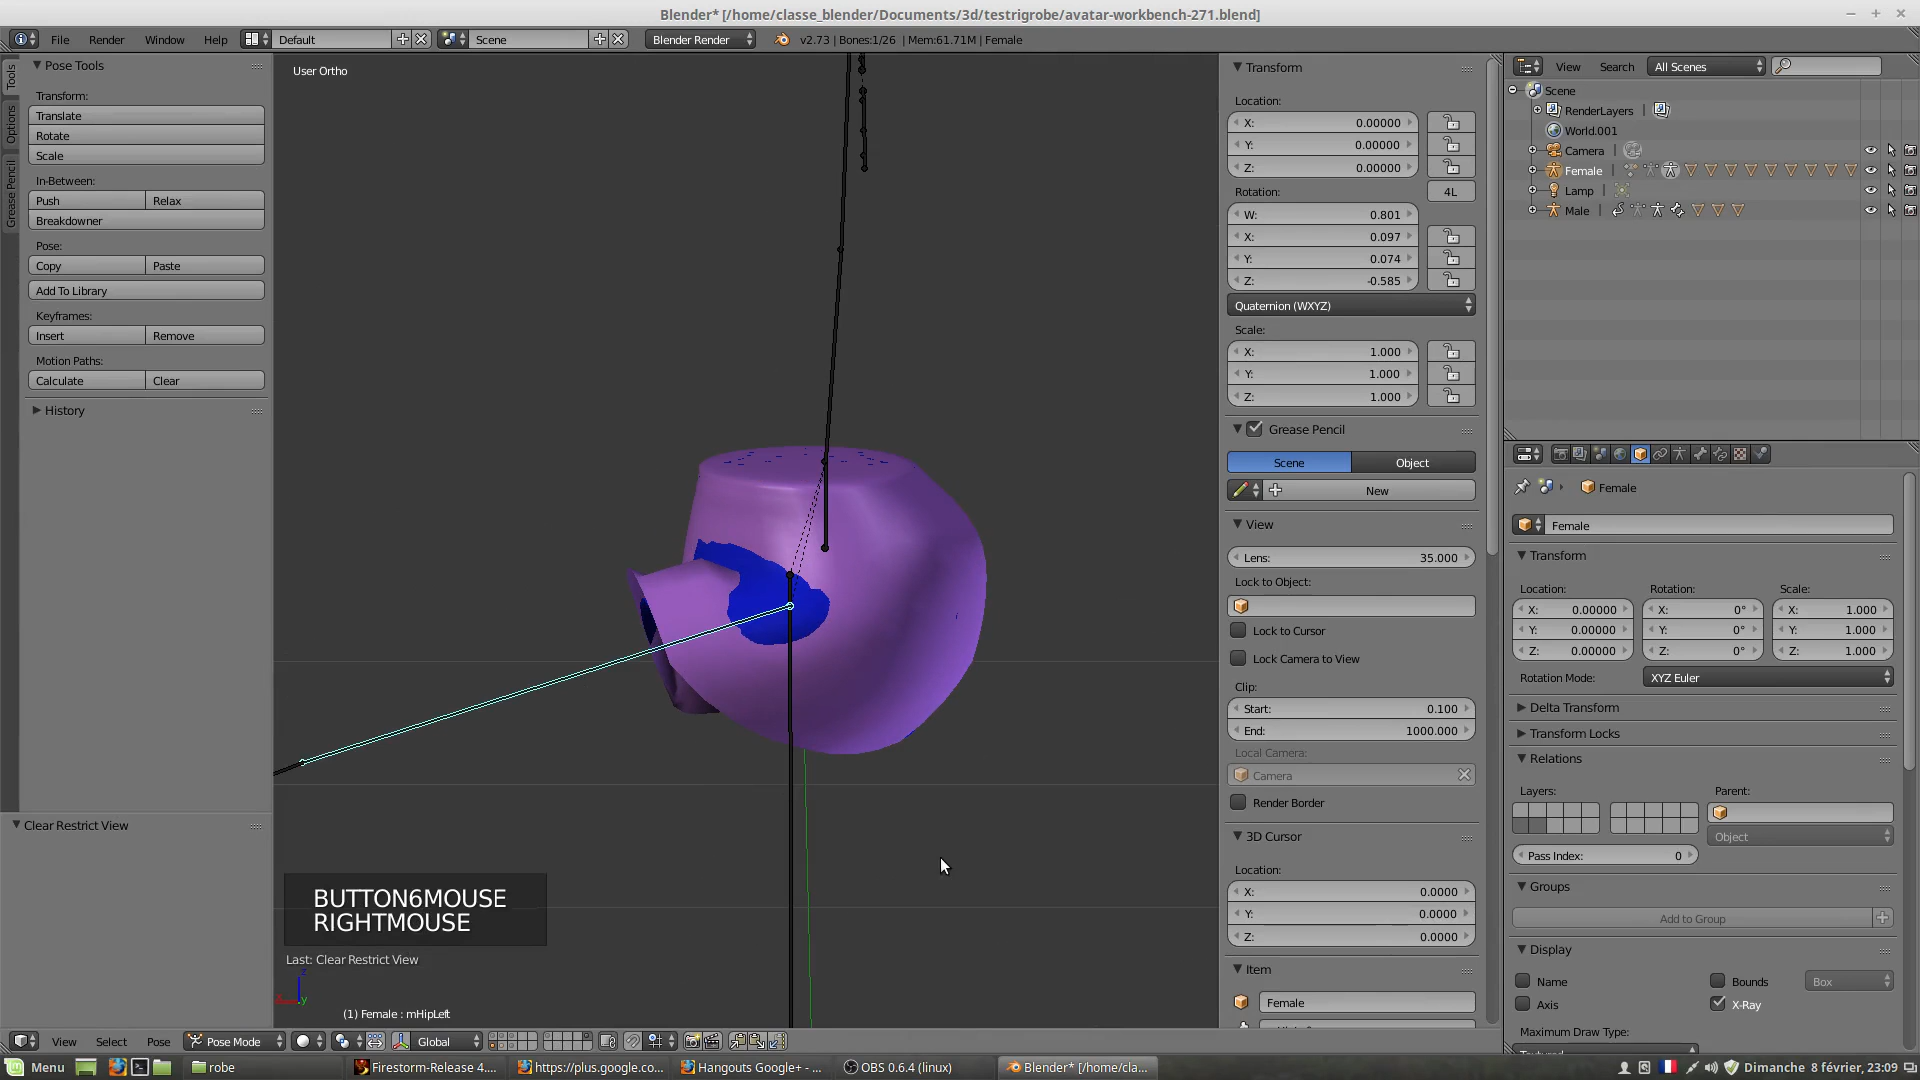 Blender* [/home/classe_blender/Documents/3d/testrigrobe/avatar-workbench-271.blend]
File Render Window Help Default Scene Blender Render v2.73 | Bones:1/26 | Mem:61.71M | Female
Tools
Options
Grease Pencil
Pose Tools
Transform:
Translate
Rotate
Scale
In-Between:
Push Relax
Breakdowner
Pose:
Copy Paste
Add To Library
Keyframes:
Insert Remove
Motion Paths:
Calculate Clear
History
Clear Restrict View
User Ortho
BUTTON6MOUSE
RIGHTMOUSE
Last: Clear Restrict View
(1) Female : mHipLeft
View Select Pose Pose Mode Global
Transform
Location:
X: 0.00000
Y: 0.00000
Z: 0.00000
Rotation: 4L
W: 0.801
X: 0.097
Y: 0.074
Z: -0.585
Quaternion (WXYZ)
Scale:
X: 1.000
Y: 1.000
Z: 1.000
Grease Pencil
Scene Object
New
View
Lens: 35.000
Lock to Object:
Lock to Cursor
Lock Camera to View
Clip:
Start: 0.100
End: 1000.000
Local Camera:
Camera
Render Border
3D Cursor
Location:
X: 0.0000
Y: 0.0000
Z: 0.0000
Item
Female
View Search All Scenes
Scene
RenderLayers
World.001
Camera
Female
Lamp
Male
Female
Female
Transform
Location: Rotation: Scale:
X: 0.00000 X: 0° X: 1.000
Y: 0.00000 Y: 0° Y: 1.000
Z: 0.00000 Z: 0° Z: 1.000
Rotation Mode: XYZ Euler
Delta Transform
Transform Locks
Relations
Layers: Parent:
Object
Pass Index: 0
Groups
Add to Group
Display
Name Bounds Box
Axis X-Ray
Maximum Draw Type:
Menu robe Firestorm-Release 4.... https://plus.google.co... Hangouts Google+ - ... OBS 0.6.4 (linux) Blender* [/home/cla... Dimanche 8 février, 23:09